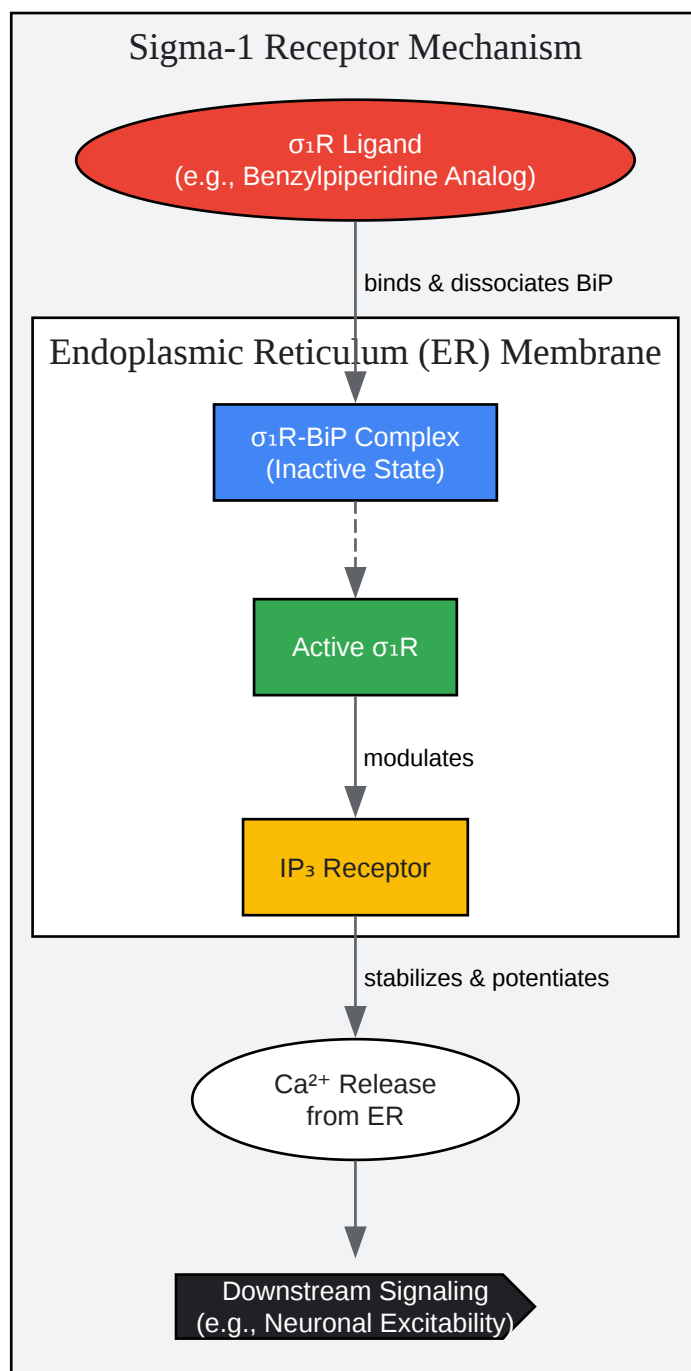 Sigma-1 Receptor Mechanism
σ₁R Ligand
(e.g., Benzylpiperidine Analog)
binds & dissociates BiP
Endoplasmic Reticulum (ER) Membrane
σ₁R-BiP Complex
(Inactive State)
Active σ₁R
modulates
IP₃ Receptor
stabilizes & potentiates
Ca²⁺ Release
from ER
Downstream Signaling
(e.g., Neuronal Excitability)